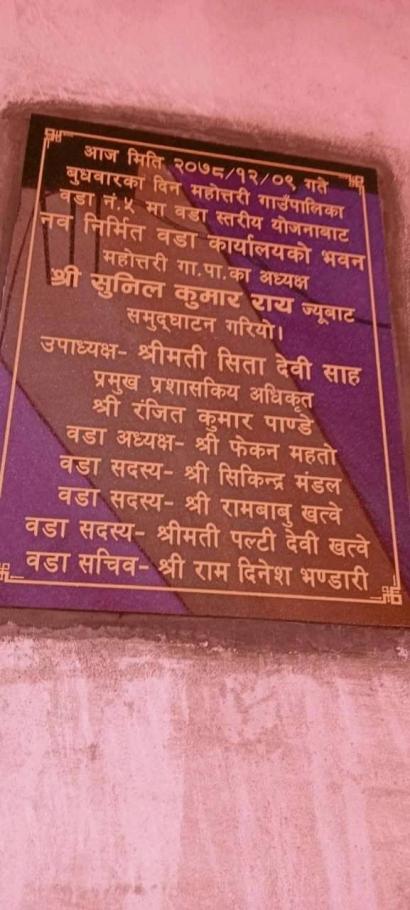 आज मिति २०७८/१२/०९ गते
बुधवारका दिन महोत्तरी गाउँपालिका
वडा नं.५ मा वडा स्तरीय योजनाबाट
नव निर्मित वडा कार्यालयको भवन
महोत्तरी गा.पा.का अध्यक्ष
श्री सुनिल कुमार राय ज्यूबाट
समुद्घाटन गरियो।
उपाध्यक्ष- श्रीमती सिता देवी साह
प्रमुख प्रशासकिय अधिकृत
श्री रंजित कुमार पाण्डे
वडा अध्यक्ष- श्री फेकन महतो
वडा सदस्य- श्री सिकिन्द्र मंडल
वडा सदस्य- श्री रामबाबु खत्वे
वडा सदस्य- श्रीमती पल्टी देवी खत्वे
वडा सचिव- श्री राम दिनेश भण्डारी